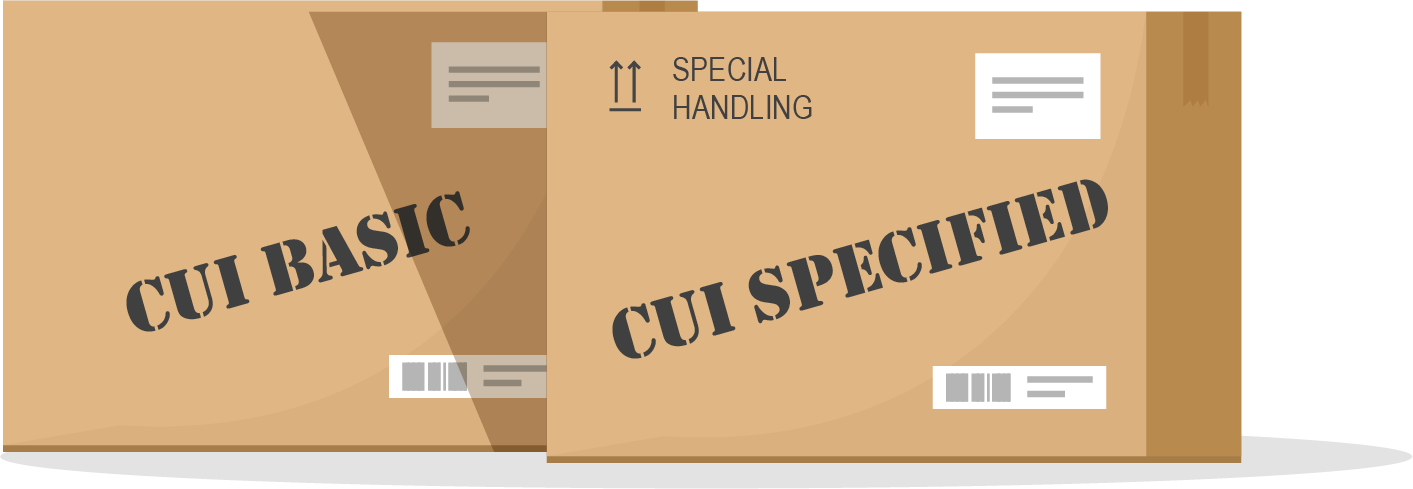 CUI BASIC
SPECIAL
HANDLING
CUI SPECIFIED